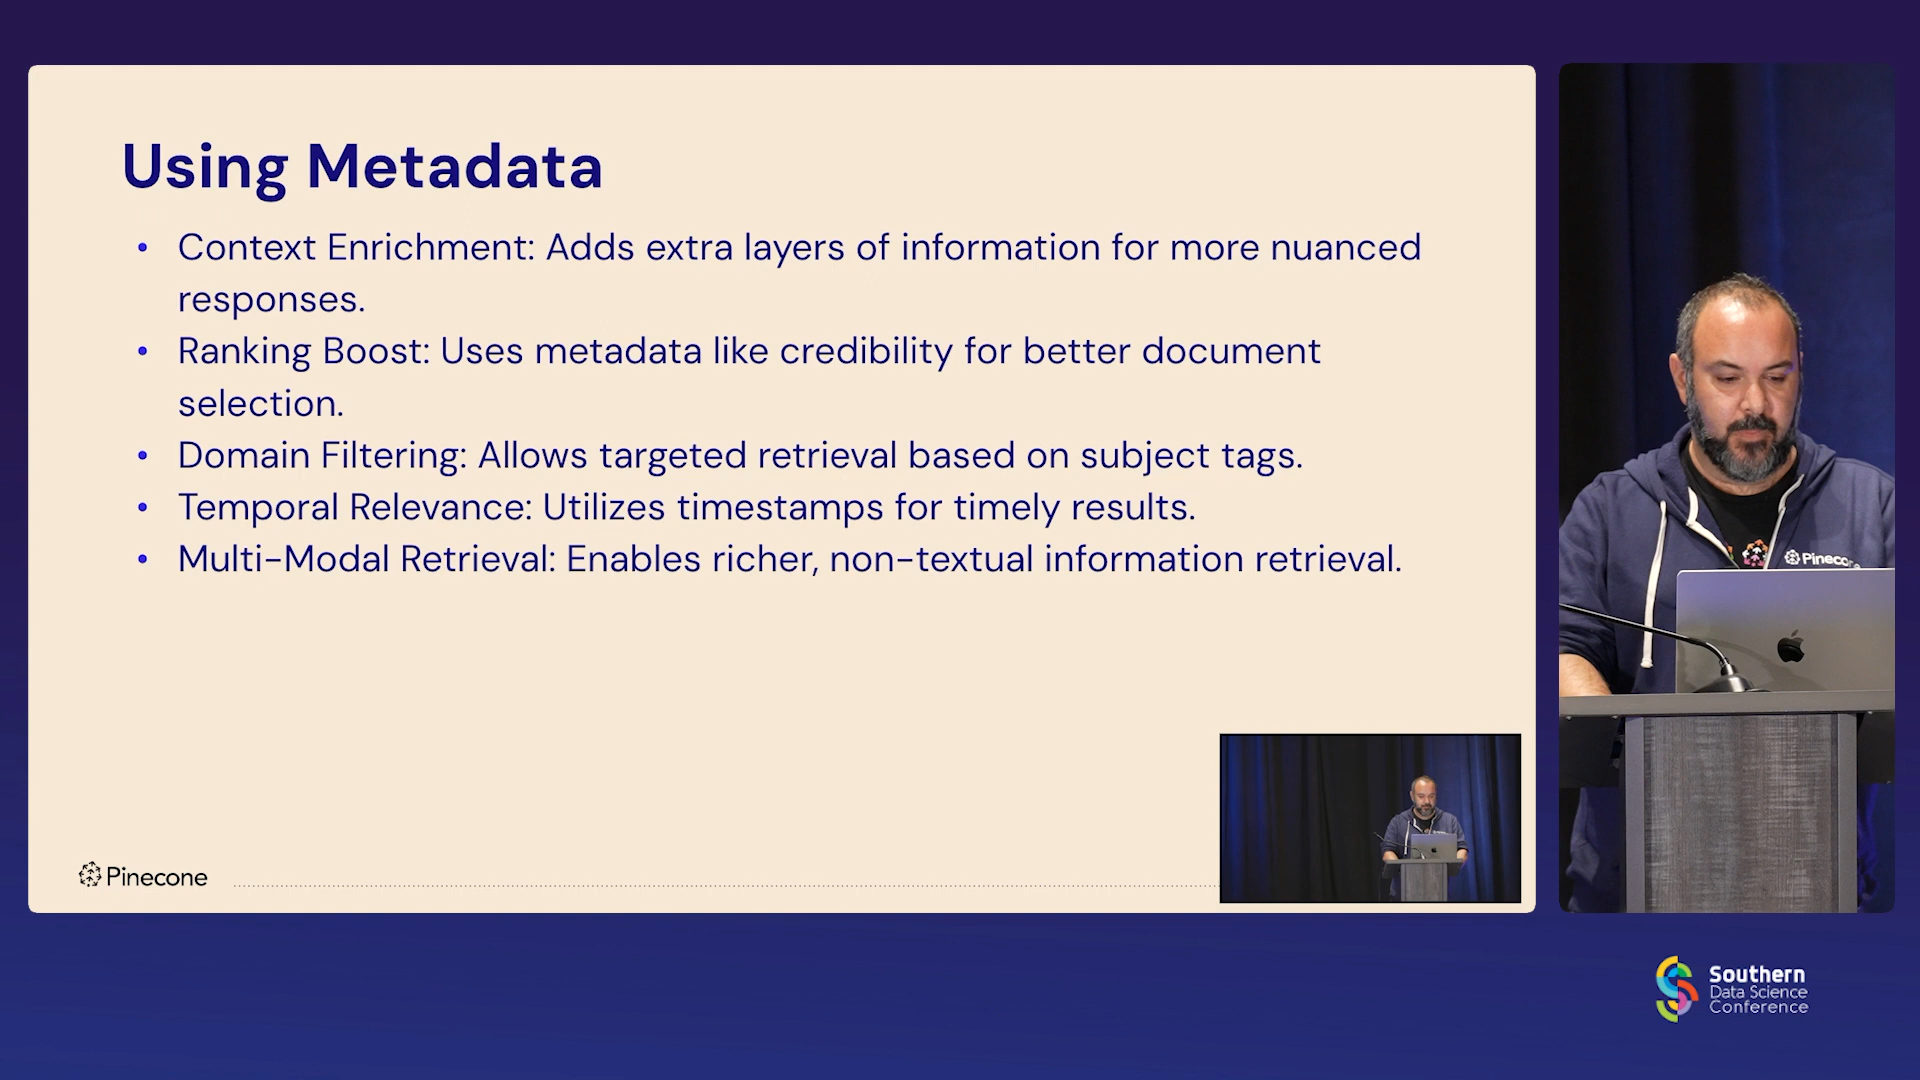 Using Metadata
• Context Enrichment: Adds extra layers of information for more nuanced
responses.
• Ranking Boost: Uses metadata like credibility for better document
selection.
• Domain Filtering: Allows targeted retrieval based on subject tags.
• Temporal Relevance: Utilizes timestamps for timely results.
• Multi-Modal Retrieval: Enables richer, non-textual information retrieval.
Pinecone
Pinecone
Southern
Data Science
Conference